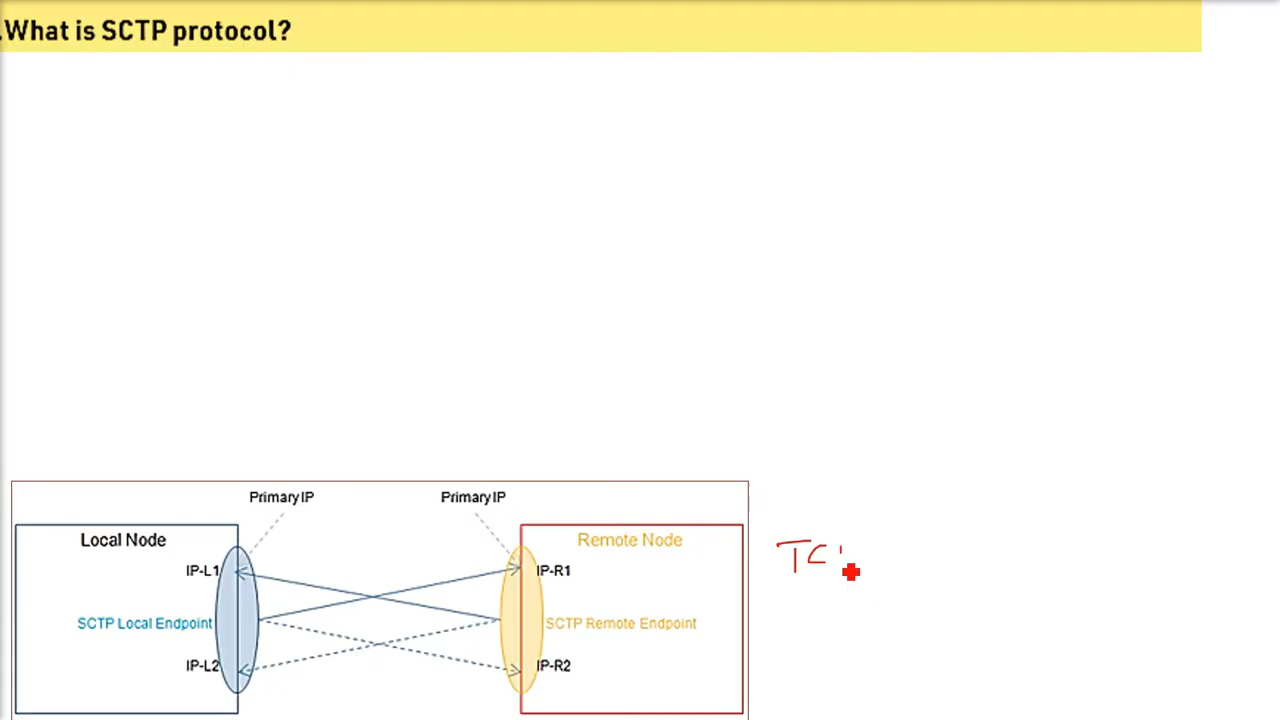 .What is SCTP protocol?
Primary IP Primary IP
Local Node Remote Node
IP-L1 IP-R1
SCTP Local Endpoint SCTP Remote Endpoint
IP-L2 IP-R2
TC